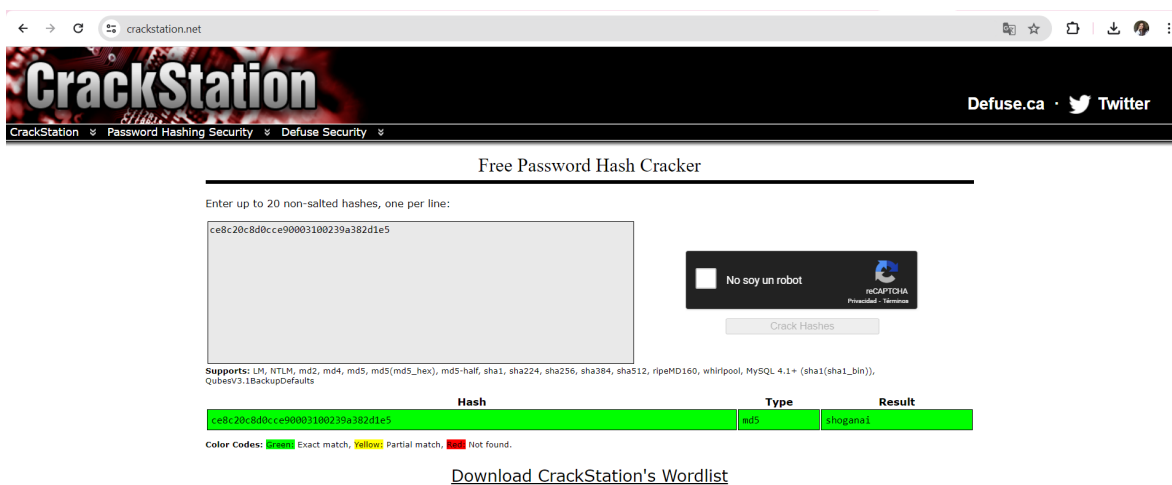 crackstation.net
CrackStation
Defuse.ca · Twitter
CrackStation Password Hashing Security Defuse Security
Free Password Hash Cracker
Enter up to 20 non-salted hashes, one per line:
ce8c20c8d0cce90003100239a382d1e5
No soy un robot
reCAPTCHA
Privacidad - Términos
Crack Hashes
Supports: LM, NTLM, md2, md4, md5, md5(md5_hex), md5-half, sha1, sha224, sha256, sha384, sha512, ripeMD160, whirlpool, MySQL 4.1+ (sha1(sha1_bin)),
QubesV3.1BackupDefaults
Hash Type Result
ce8c20c8d0cce90003100239a382d1e5 md5 shoganai
Color Codes: Green: Exact match, Yellow: Partial match, Red: Not found.
Download CrackStation's Wordlist